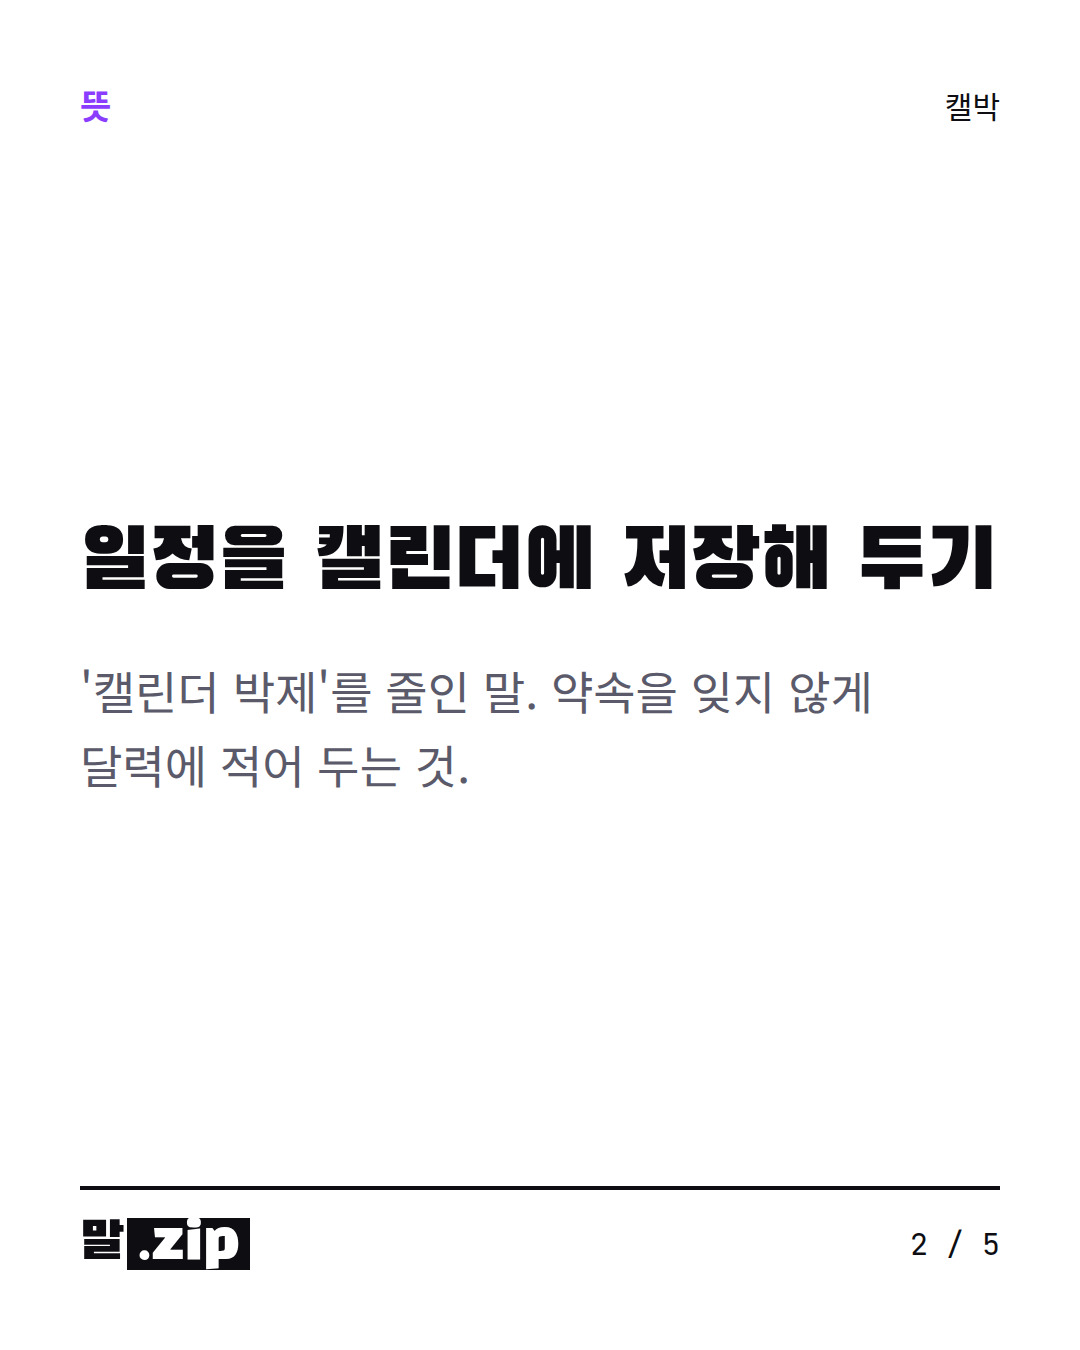 뜻
캘박
일정을 캘린더에 저장해 두기
'캘린더 박제'를 줄인 말. 약속을 잊지 않게
달력에 적어 두는 것.
말.zip
2 / 5